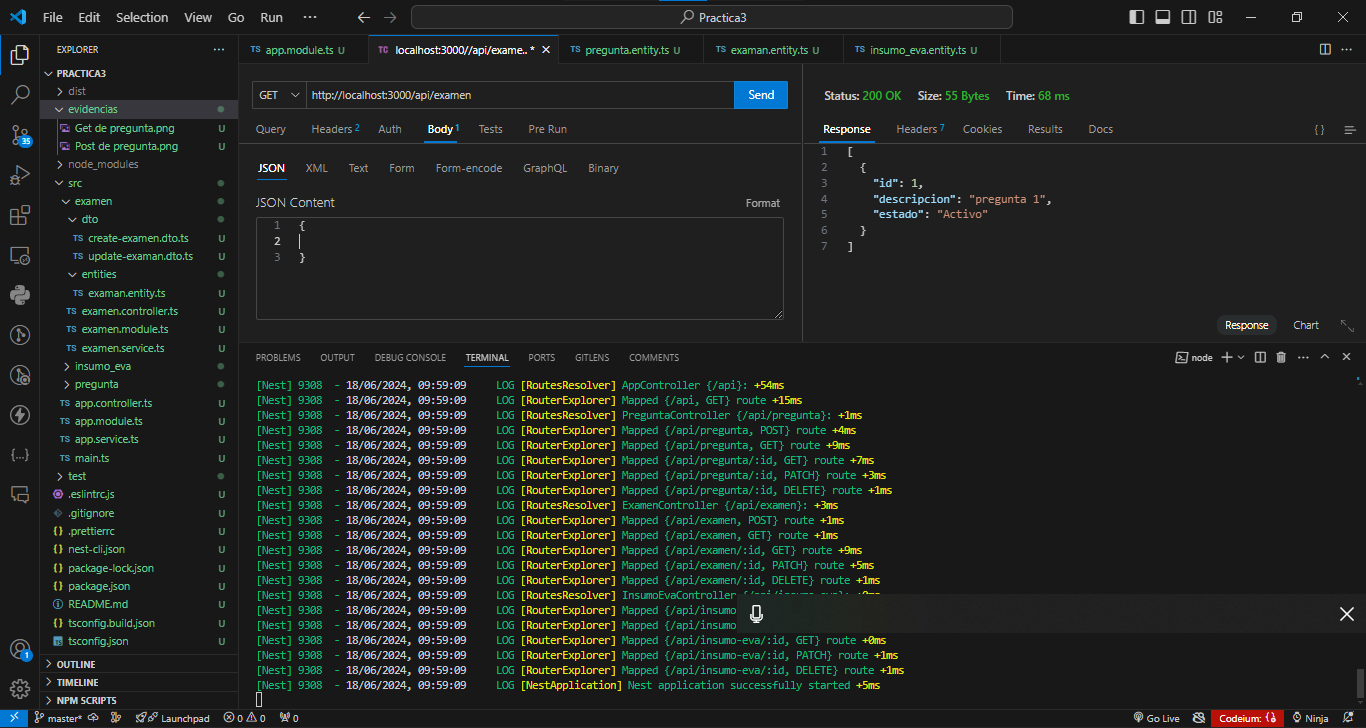 File Edit Selection View Go Run ··· Practica3
EXPLORER
PRACTICA3
dist
evidencias
Get de pregunta.png U
Post de pregunta.png U
node_modules
src
examen
dto
TS create-examen.dto.ts U
TS update-examan.dto.ts U
entities
TS examan.entity.ts U
TS examen.controller.ts U
TS examen.module.ts U
TS examen.service.ts U
insumo_eva
pregunta
TS app.controller.ts U
TS app.module.ts U
TS app.service.ts U
TS main.ts U
test
.eslintrc.js U
.gitignore U
{} .prettierrc U
{} nest-cli.json U
{} package-lock.json U
{} package.json U
README.md U
{} tsconfig.build.json U
TS tsconfig.json U
OUTLINE
TIMELINE
NPM SCRIPTS
35
1
TS app.module.ts U TC localhost:3000//api/exame.. * TS pregunta.entity.ts U TS examan.entity.ts U TS insumo_eva.entity.ts U
GET http://localhost:3000/api/examen Send
Query Headers 2 Auth Body 1 Tests Pre Run
JSON XML Text Form Form-encode GraphQL Binary
JSON Content Format
1 {
2
3 }
Status: 200 OK Size: 55 Bytes Time: 68 ms
Response Headers 7 Cookies Results Docs { }
1 [
2 {
3 "id": 1,
4 "descripcion": "pregunta 1",
5 "estado": "Activo"
6 }
7 ]
Response Chart
PROBLEMS OUTPUT DEBUG CONSOLE TERMINAL PORTS GITLENS COMMENTS node
[Nest] 9308 - 18/06/2024, 09:59:09 LOG [RoutesResolver] AppController {/api}: +54ms
[Nest] 9308 - 18/06/2024, 09:59:09 LOG [RouterExplorer] Mapped {/api, GET} route +15ms
[Nest] 9308 - 18/06/2024, 09:59:09 LOG [RoutesResolver] PreguntaController {/api/pregunta}: +1ms
[Nest] 9308 - 18/06/2024, 09:59:09 LOG [RouterExplorer] Mapped {/api/pregunta, POST} route +4ms
[Nest] 9308 - 18/06/2024, 09:59:09 LOG [RouterExplorer] Mapped {/api/pregunta, GET} route +9ms
[Nest] 9308 - 18/06/2024, 09:59:09 LOG [RouterExplorer] Mapped {/api/pregunta/:id, GET} route +7ms
[Nest] 9308 - 18/06/2024, 09:59:09 LOG [RouterExplorer] Mapped {/api/pregunta/:id, PATCH} route +3ms
[Nest] 9308 - 18/06/2024, 09:59:09 LOG [RouterExplorer] Mapped {/api/pregunta/:id, DELETE} route +1ms
[Nest] 9308 - 18/06/2024, 09:59:09 LOG [RoutesResolver] ExamenController {/api/examen}: +3ms
[Nest] 9308 - 18/06/2024, 09:59:09 LOG [RouterExplorer] Mapped {/api/examen, POST} route +1ms
[Nest] 9308 - 18/06/2024, 09:59:09 LOG [RouterExplorer] Mapped {/api/examen, GET} route +1ms
[Nest] 9308 - 18/06/2024, 09:59:09 LOG [RouterExplorer] Mapped {/api/examen/:id, GET} route +9ms
[Nest] 9308 - 18/06/2024, 09:59:09 LOG [RouterExplorer] Mapped {/api/examen/:id, PATCH} route +5ms
[Nest] 9308 - 18/06/2024, 09:59:09 LOG [RouterExplorer] Mapped {/api/examen/:id, DELETE} route +1ms
[Nest] 9308 - 18/06/2024, 09:59:09 LOG [RoutesResolver] InsumoEvaController
[Nest] 9308 - 18/06/2024, 09:59:09 LOG [RouterExplorer] Mapped {/api/insumo
[Nest] 9308 - 18/06/2024, 09:59:09 LOG [RouterExplorer] Mapped {/api/insumo
[Nest] 9308 - 18/06/2024, 09:59:09 LOG [RouterExplorer] Mapped {/api/insumo-eva/:id, GET} route +0ms
[Nest] 9308 - 18/06/2024, 09:59:09 LOG [RouterExplorer] Mapped {/api/insumo-eva/:id, PATCH} route +1ms
[Nest] 9308 - 18/06/2024, 09:59:09 LOG [RouterExplorer] Mapped {/api/insumo-eva/:id, DELETE} route +1ms
[Nest] 9308 - 18/06/2024, 09:59:09 LOG [NestApplication] Nest application successfully started +5ms
master* Launchpad 0 0 0 Go Live Codeium: {} Ninja